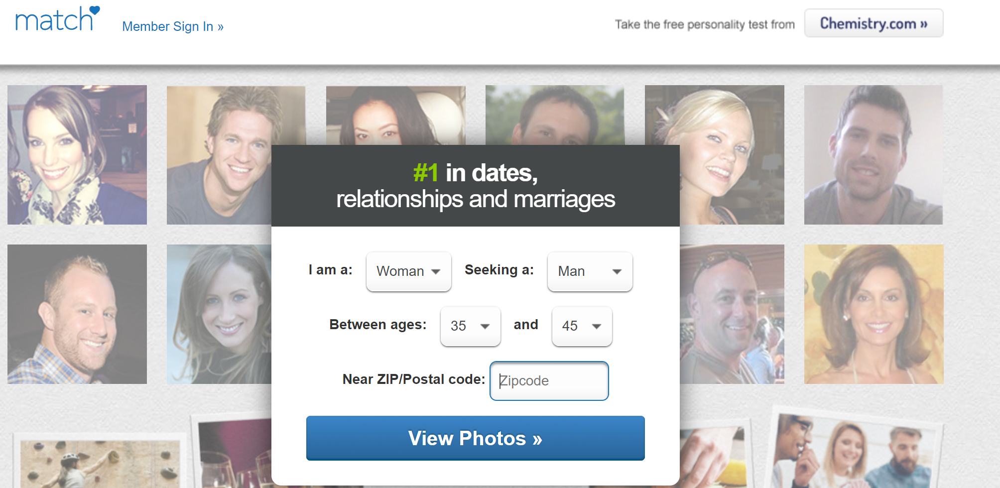 match
Member Sign In »
Take the free personality test from
Chemistry.com »
#1 in dates,
relationships and marriages
I am a: Woman Seeking a: Man
Between ages: 35 and 45
Near ZIP/Postal code: Zipcode
View Photos »